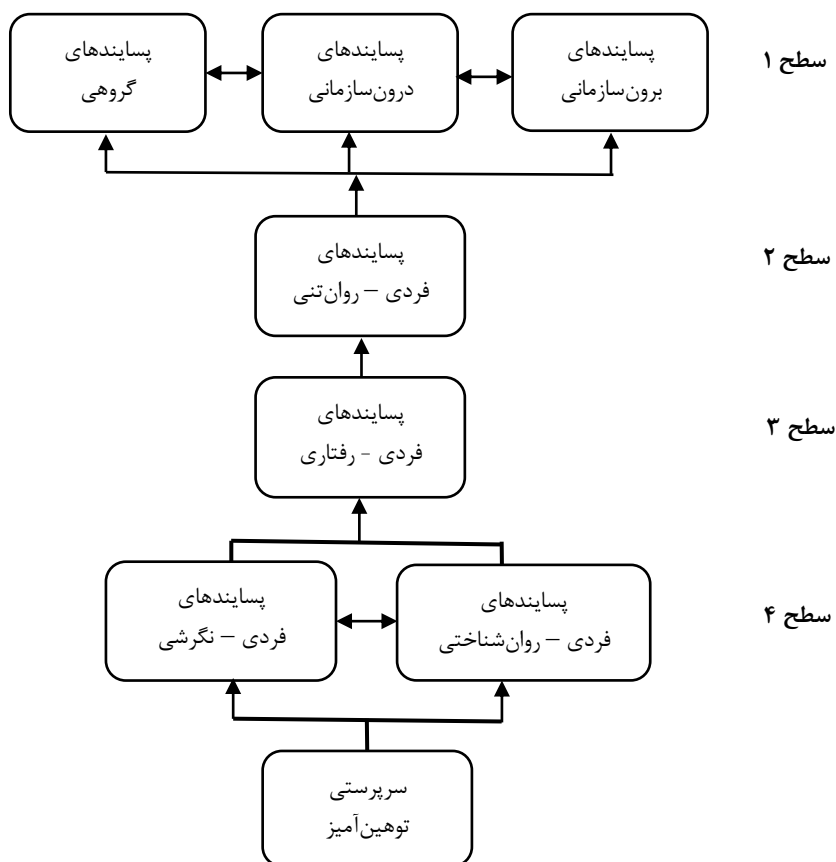 سطح ۱
پسایندهای
برون‌سازمانی
پسایندهای
درون‌سازمانی
پسایندهای
گروهی
سطح ۲
پسایندهای
فردی – روان‌تنی
سطح ۳
پسایندهای
فردی - رفتاری
سطح ۴
پسایندهای
فردی – روان‌شناختی
پسایندهای
فردی – نگرشی
سرپرستی
توهین‌آمیز